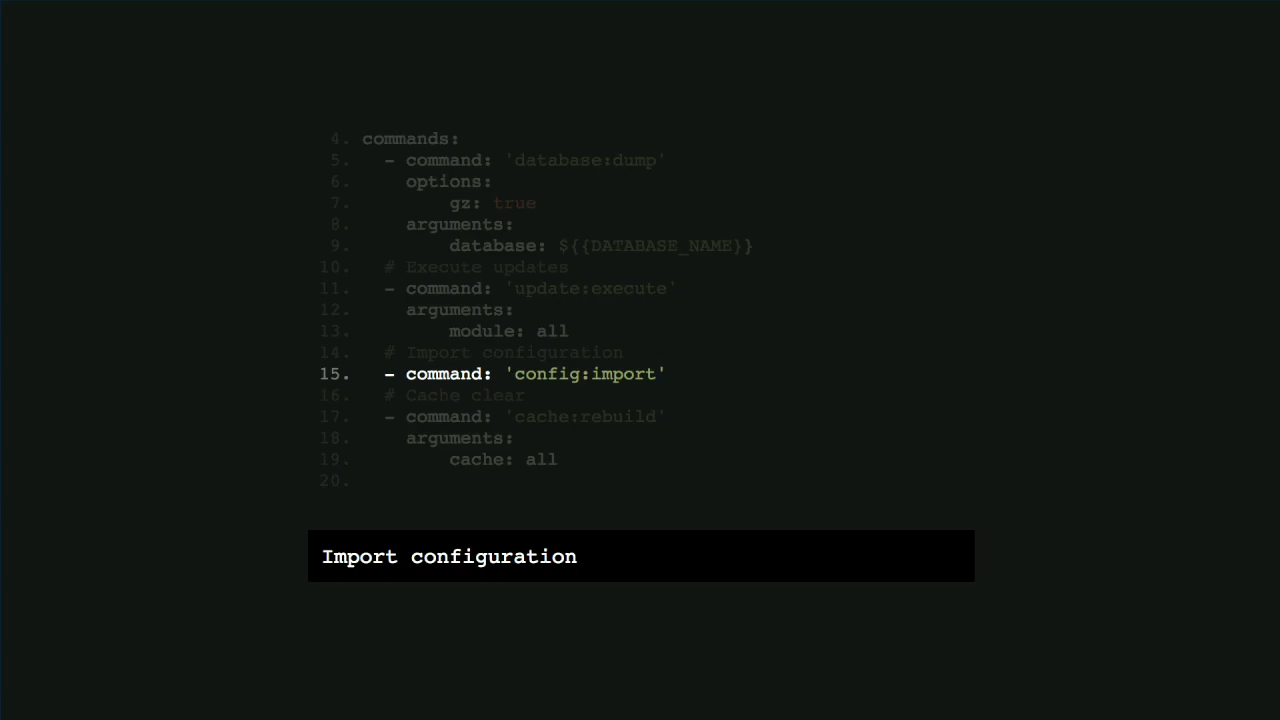 4. commands:
5.   - command: 'database:dump'
6.     options:
7.         gz: true
8.     arguments:
9.         database: ${{DATABASE_NAME}}
10.   # Execute updates
11.   - command: 'update:execute'
12.     arguments:
13.         module: all
14.   # Import configuration
15.   - command: 'config:import'
16.   # Cache clear
17.   - command: 'cache:rebuild'
18.     arguments:
19.         cache: all
20.
Import configuration